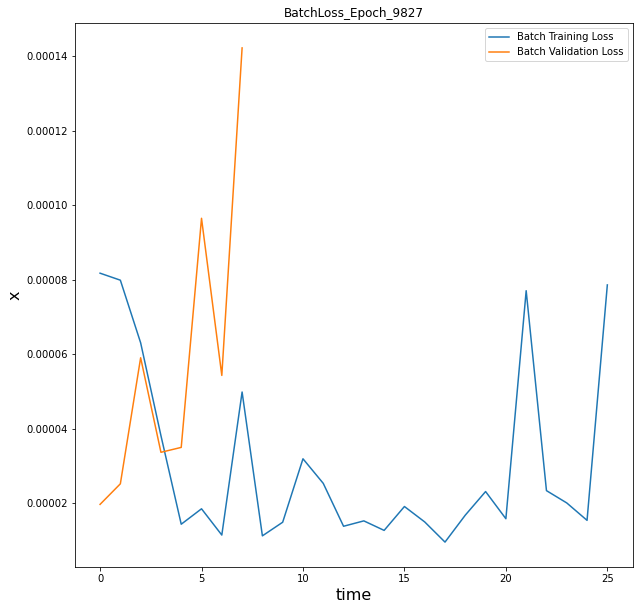 BatchLoss_Epoch_9827
Batch Training Loss
Batch Validation Loss
0.00014
0.00012
0.00010
0.00008
0.00006
0.00004
0.00002
x
0 5 10 15 20 25
time